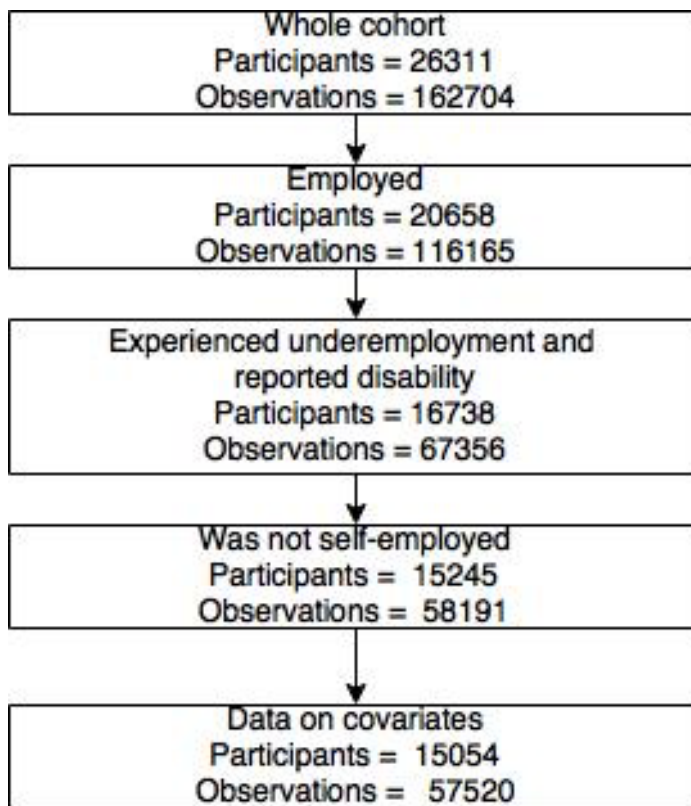 Whole cohort
Participants = 26311
Observations = 162704
Employed
Participants = 20658
Observations = 116165
Experienced underemployment and
reported disability
Participants = 16738
Observations = 67356
Was not self-employed
Participants = 15245
Observations = 58191
Data on covariates
Participants = 15054
Observations = 57520